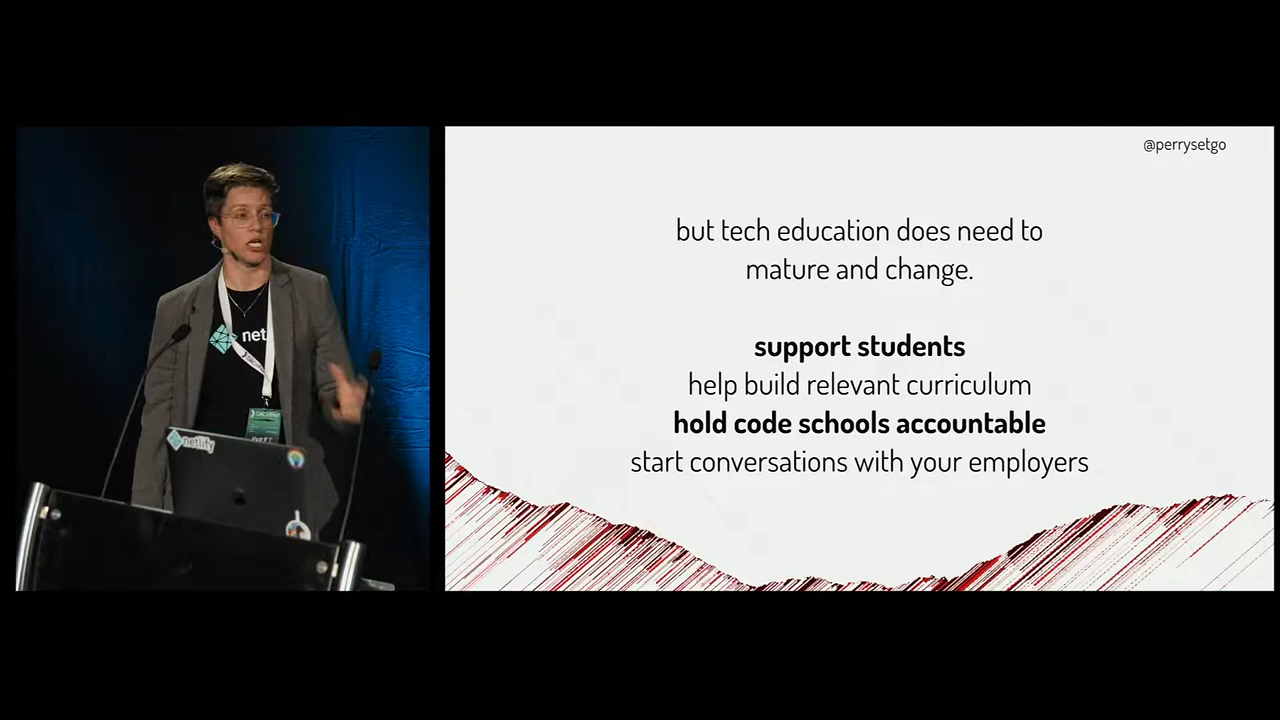 @perrysetgo
but tech education does need to
mature and change.
support students
help build relevant curriculum
hold code schools accountable
start conversations with your employers
net
netlify